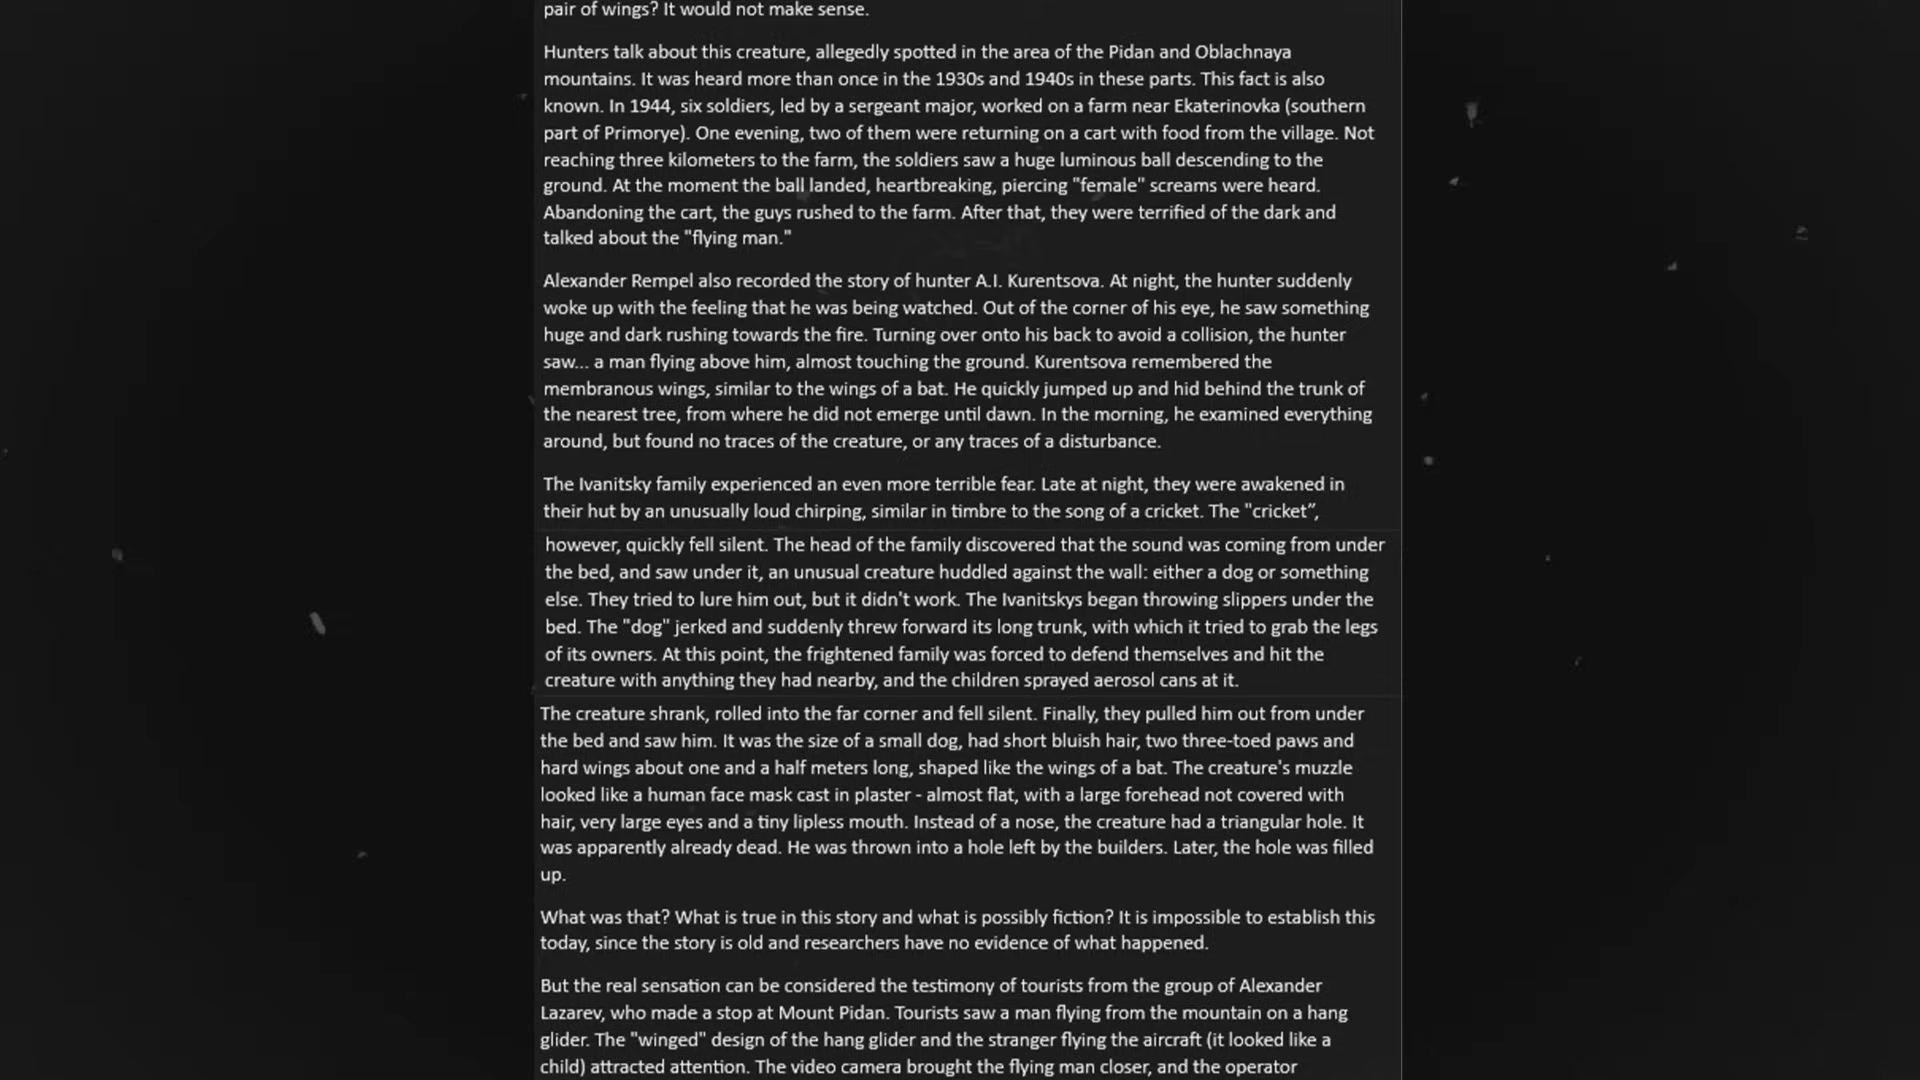 pair of wings? It would not make sense.
Hunters talk about this creature, allegedly spotted in the area of the Pidan and Oblachnaya
mountains. It was heard more than once in the 1930s and 1940s in these parts. This fact is also
known. In 1944, six soldiers, led by a sergeant major, worked on a farm near Ekaterinovka (southern
part of Primorye). One evening, two of them were returning on a cart with food from the village. Not
reaching three kilometers to the farm, the soldiers saw a huge luminous ball descending to the
ground. At the moment the ball landed, heartbreaking, piercing "female" screams were heard.
Abandoning the cart, the guys rushed to the farm. After that, they were terrified of the dark and
talked about the "flying man."
Alexander Rempel also recorded the story of hunter A.I. Kurentsova. At night, the hunter suddenly
woke up with the feeling that he was being watched. Out of the corner of his eye, he saw something
huge and dark rushing towards the fire. Turning over onto his back to avoid a collision, the hunter
saw... a man flying above him, almost touching the ground. Kurentsova remembered the
membranous wings, similar to the wings of a bat. He quickly jumped up and hid behind the trunk of
the nearest tree, from where he did not emerge until dawn. In the morning, he examined everything
around, but found no traces of the creature, or any traces of a disturbance.
The Ivanitsky family experienced an even more terrible fear. Late at night, they were awakened in
their hut by an unusually loud chirping, similar in timbre to the song of a cricket. The "cricket”,
however, quickly fell silent. The head of the family discovered that the sound was coming from under
the bed, and saw under it, an unusual creature huddled against the wall: either a dog or something
else. They tried to lure him out, but it didn't work. The Ivanitskys began throwing slippers under the
bed. The "dog" jerked and suddenly threw forward its long trunk, with which it tried to grab the legs
of its owners. At this point, the frightened family was forced to defend themselves and hit the
creature with anything they had nearby, and the children sprayed aerosol cans at it.
The creature shrank, rolled into the far corner and fell silent. Finally, they pulled him out from under
the bed and saw him. It was the size of a small dog, had short bluish hair, two three-toed paws and
hard wings about one and a half meters long, shaped like the wings of a bat. The creature's muzzle
looked like a human face mask cast in plaster - almost flat, with a large forehead not covered with
hair, very large eyes and a tiny lipless mouth. Instead of a nose, the creature had a triangular hole. It
was apparently already dead. He was thrown into a hole left by the builders. Later, the hole was filled
up.
What was that? What is true in this story and what is possibly fiction? It is impossible to establish this
today, since the story is old and researchers have no evidence of what happened.
But the real sensation can be considered the testimony of tourists from the group of Alexander
Lazarev, who made a stop at Mount Pidan. Tourists saw a man flying from the mountain on a hang
glider. The "winged" design of the hang glider and the stranger flying the aircraft (it looked like a
child) attracted attention. The video camera brought the flying man closer, and the operator